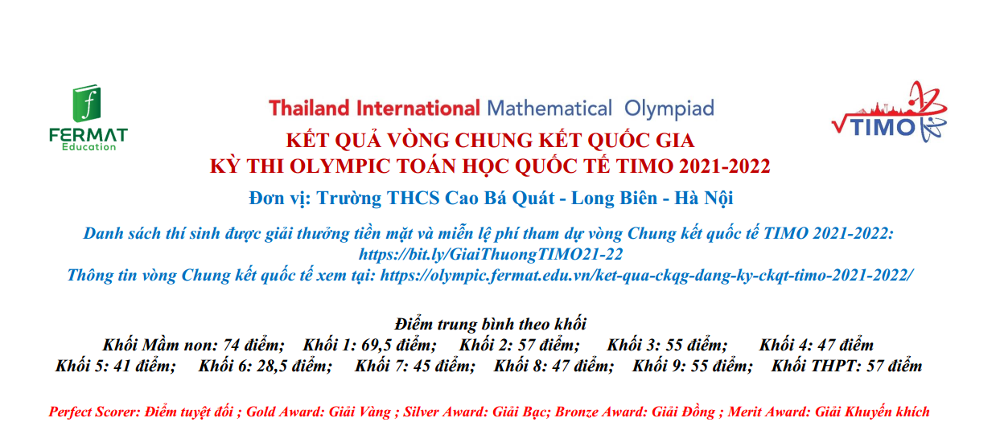 FERMAT
Education
Thailand International Mathematical Olympiad
√TIMO
KẾT QUẢ VÒNG CHUNG KẾT QUỐC GIA
KỲ THI OLYMPIC TOÁN HỌC QUỐC TẾ TIMO 2021-2022
Đơn vị: Trường THCS Cao Bá Quát - Long Biên - Hà Nội
Danh sách thí sinh được giải thưởng tiền mặt và miễn lệ phí tham dự vòng Chung kết quốc tế TIMO 2021-2022:
https://bit.ly/GiaiThuongTIMO21-22
Thông tin vòng Chung kết quốc tế xem tại: https://olympic.fermat.edu.vn/ket-qua-ckqg-dang-ky-ckqt-timo-2021-2022/
Điểm trung bình theo khối
Khối Mầm non: 74 điểm; Khối 1: 69,5 điểm; Khối 2: 57 điểm; Khối 3: 55 điểm; Khối 4: 47 điểm
Khối 5: 41 điểm; Khối 6: 28,5 điểm; Khối 7: 45 điểm; Khối 8: 47 điểm; Khối 9: 55 điểm; Khối THPT: 57 điểm
Perfect Scorer: Điểm tuyệt đối ; Gold Award: Giải Vàng ; Silver Award: Giải Bạc; Bronze Award: Giải Đồng ; Merit Award: Giải Khuyến khích